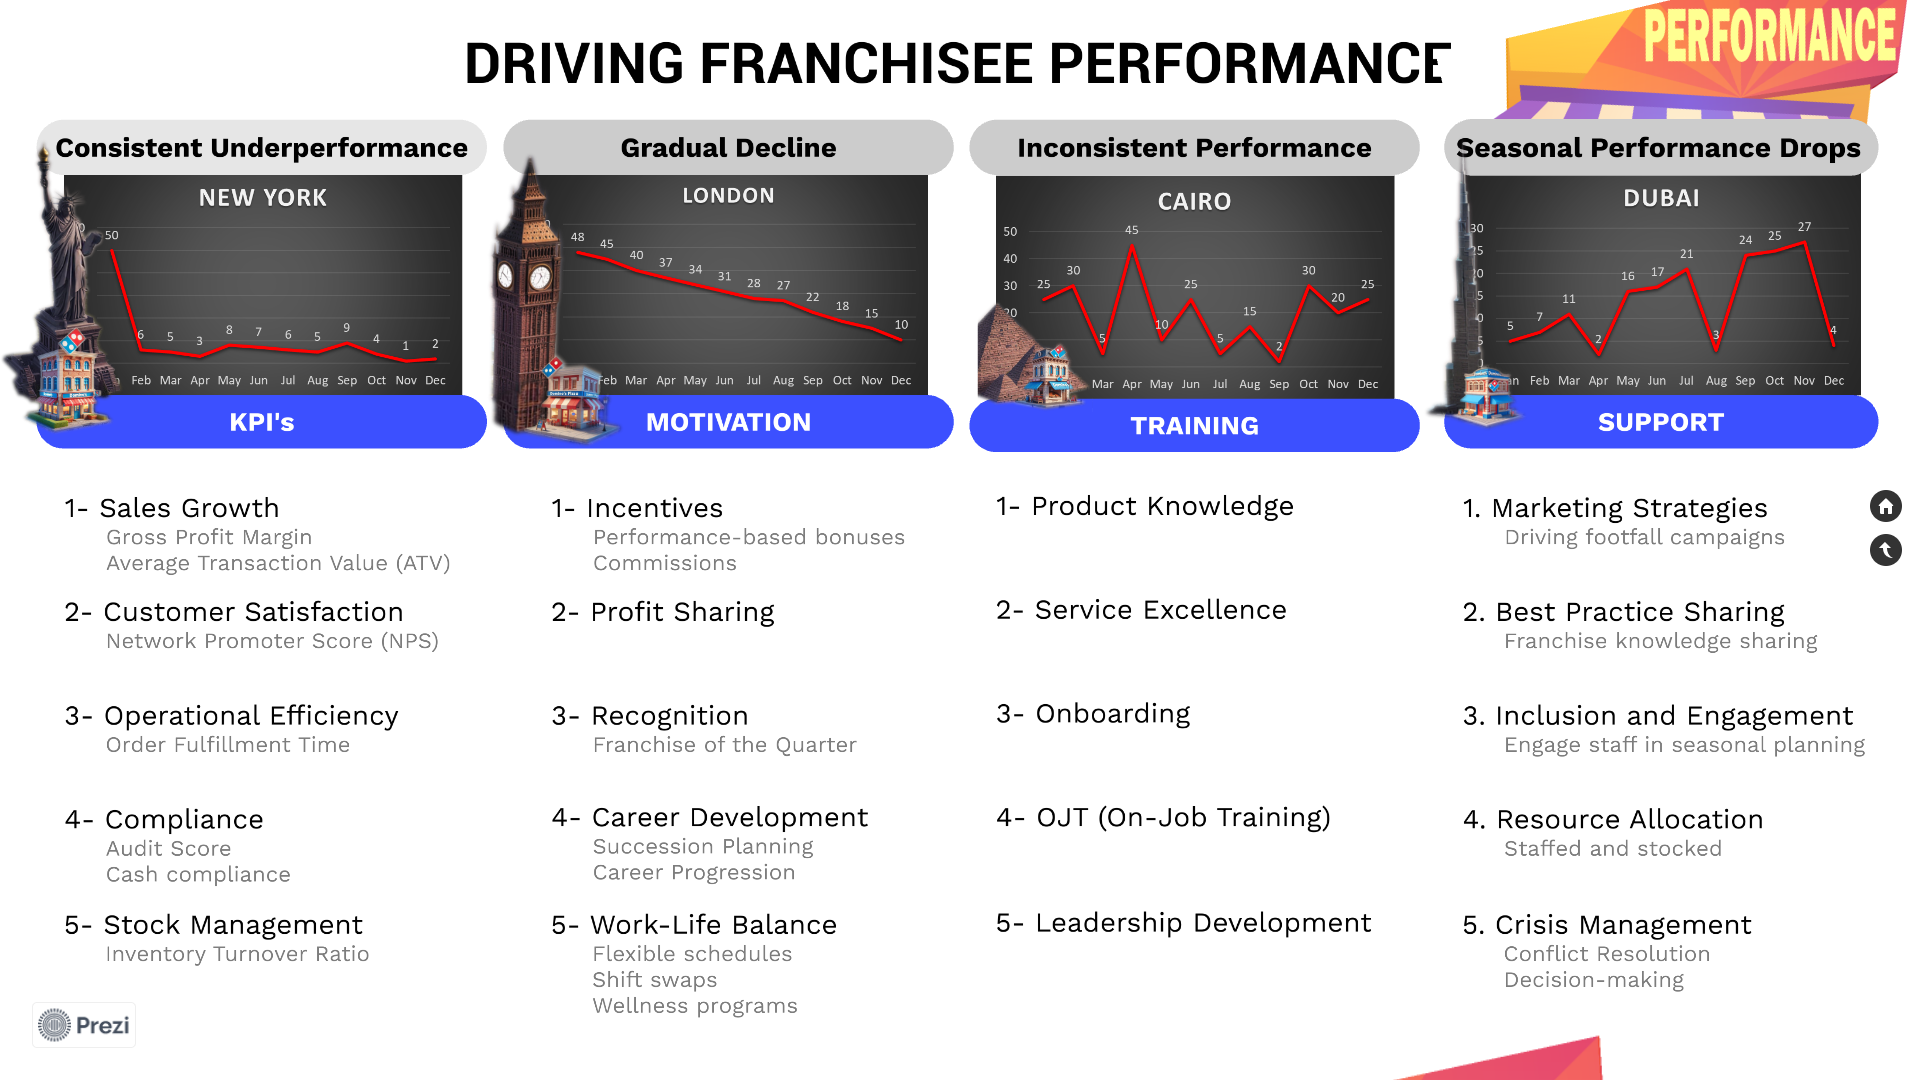 PERFORMANCE
DRIVING FRANCHISEE PERFORMANCE
Consistent Underperformance
NEW YORK
50
6
5
3
8
7
6
5
9
4
1
2
Feb Mar Apr May Jun Jul Aug Sep Oct Nov Dec
KPI's
1- Sales Growth
Gross Profit Margin
Average Transaction Value (ATV)
2- Customer Satisfaction
Network Promoter Score (NPS)
3- Operational Efficiency
Order Fulfillment Time
4- Compliance
Audit Score
Cash compliance
5- Stock Management
Inventory Turnover Ratio
Gradual Decline
LONDON
48
45
40
37
34
31
28
27
22
18
15
10
Feb Mar Apr May Jun Jul Aug Sep Oct Nov Dec
MOTIVATION
1- Incentives
Performance-based bonuses
Commissions
2- Profit Sharing
3- Recognition
Franchise of the Quarter
4- Career Development
Succession Planning
Career Progression
5- Work-Life Balance
Flexible schedules
Shift swaps
Wellness programs
Inconsistent Performance
CAIRO
50
40
30
20
25
30
5
45
10
25
5
15
2
30
20
25
Mar Apr May Jun Jul Aug Sep Oct Nov Dec
TRAINING
1- Product Knowledge
2- Service Excellence
3- Onboarding
4- OJT (On-Job Training)
5- Leadership Development
Seasonal Performance Drops
DUBAI
30
5
7
11
2
16
17
21
3
24
25
27
4
Feb Mar Apr May Jun Jul Aug Sep Oct Nov Dec
SUPPORT
1. Marketing Strategies
Driving footfall campaigns
2. Best Practice Sharing
Franchise knowledge sharing
3. Inclusion and Engagement
Engage staff in seasonal planning
4. Resource Allocation
Staffed and stocked
5. Crisis Management
Conflict Resolution
Decision-making
Prezi